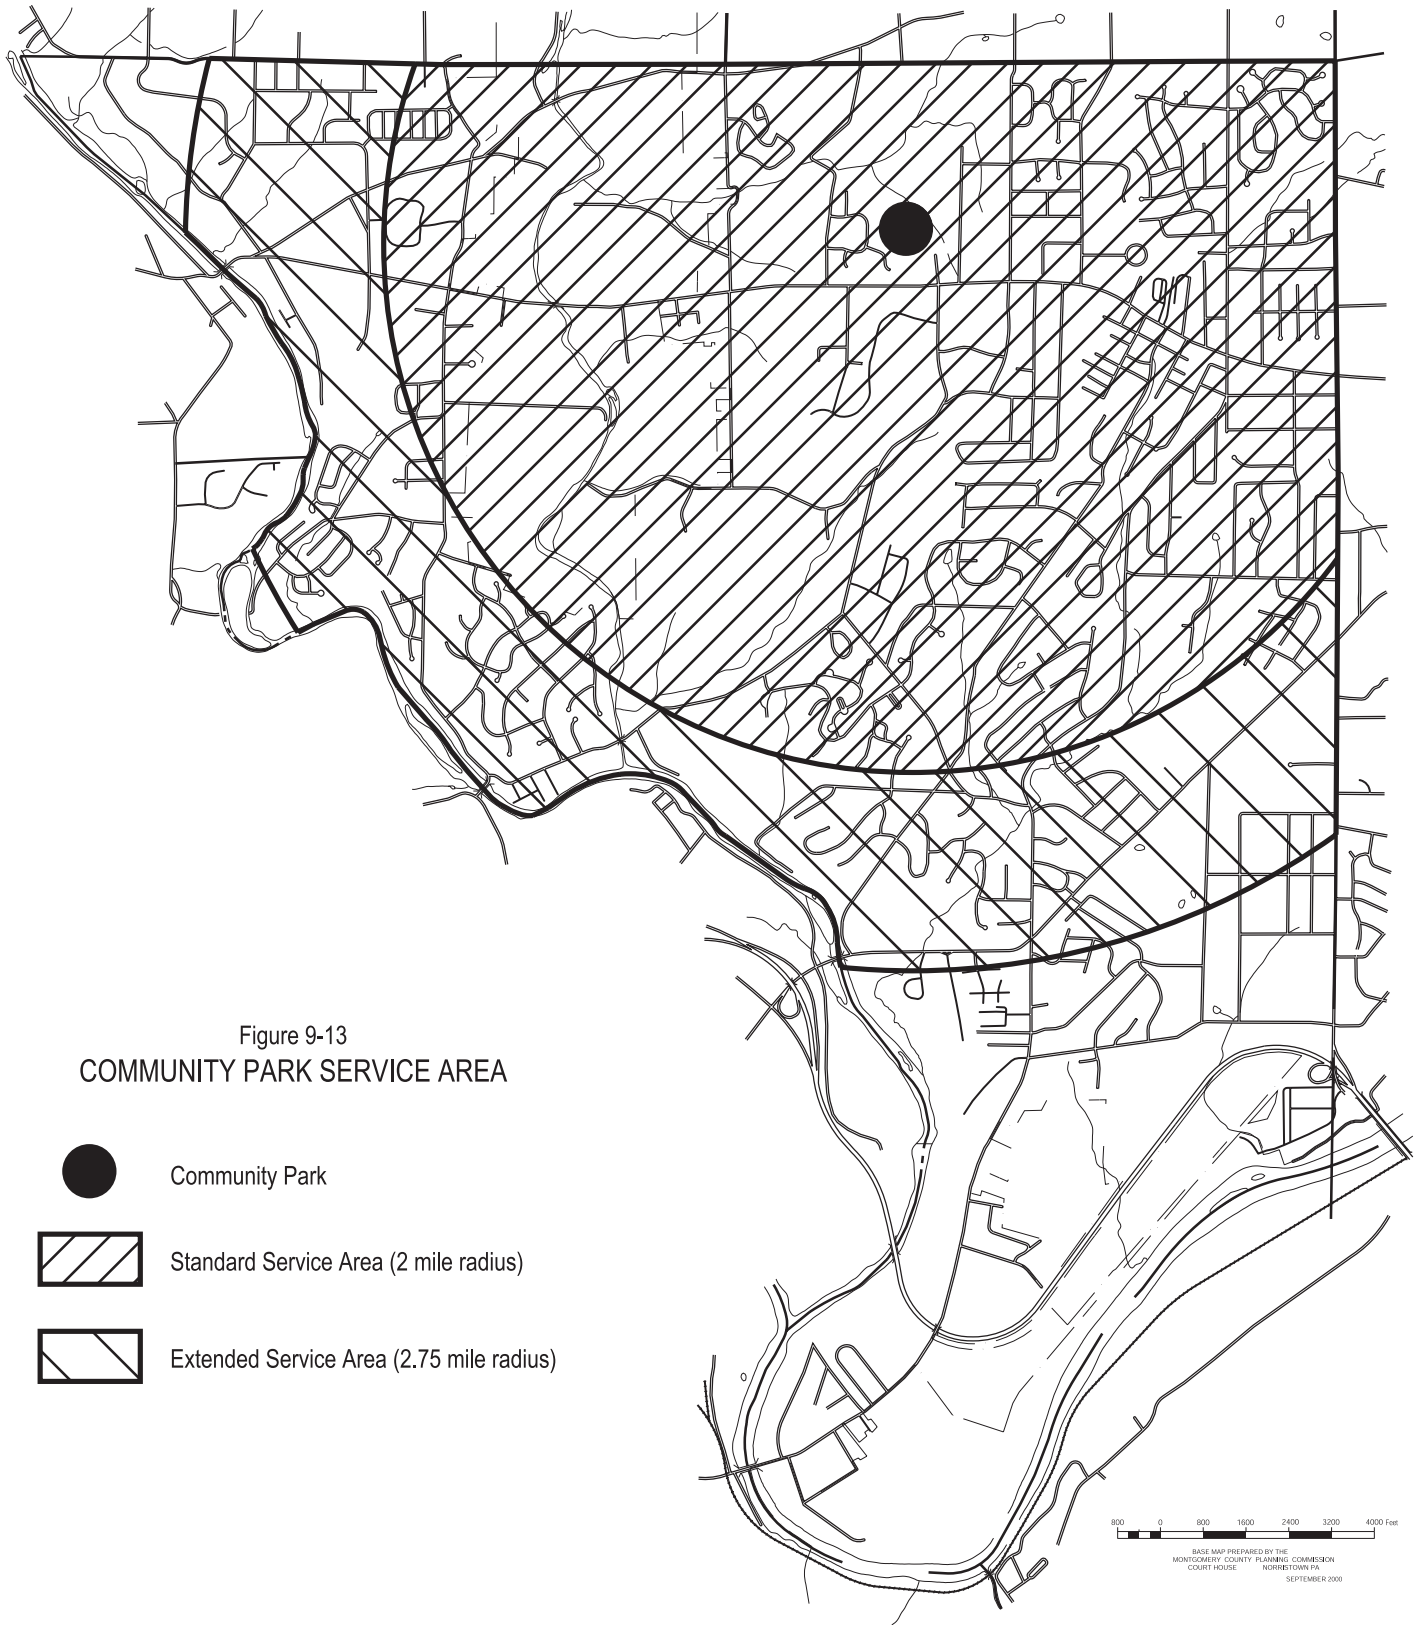 Figure 9-13
COMMUNITY PARK SERVICE AREA
Community Park
Standard Service Area (2 mile radius)
Extended Service Area (2.75 mile radius)
800 0 800 1600 2400 3200 4000 Feet
BASE MAP PREPARED BY THE
MONTGOMERY COUNTY PLANNING COMMISSION
COURT HOUSE NORRISTOWN PA
SEPTEMBER 2000